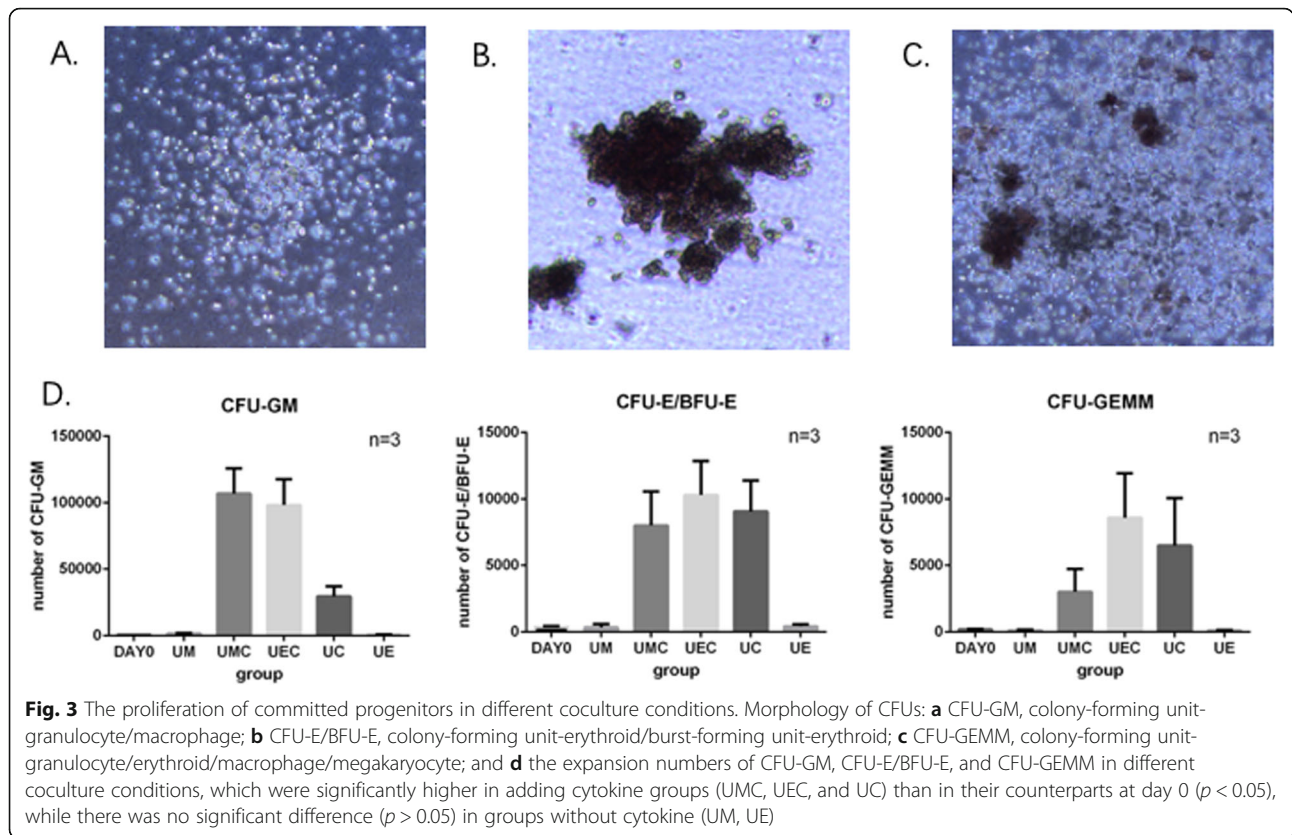 A.
B.
C.
D.
CFU-GM
n=3
number of CFU-GM
150000
100000
50000
0
DAY0 UM UMC UEC UC UE
group
CFU-E/BFU-E
n=3
number of CFU-E/BFU-E
15000
10000
5000
0
DAY0 UM UMC UEC UC UE
group
CFU-GEMM
n=3
number of CFU-GEMM
15000
10000
5000
0
DAY0 UM UMC UEC UC UE
group
Fig. 3 The proliferation of committed progenitors in different coculture conditions. Morphology of CFUs: a CFU-GM, colony-forming unit-
granulocyte/macrophage; b CFU-E/BFU-E, colony-forming unit-erythroid/burst-forming unit-erythroid; c CFU-GEMM, colony-forming unit-
granulocyte/erythroid/macrophage/megakaryocyte; and d the expansion numbers of CFU-GM, CFU-E/BFU-E, and CFU-GEMM in different
coculture conditions, which were significantly higher in adding cytokine groups (UMC, UEC, and UC) than in their counterparts at day 0 (p < 0.05),
while there was no significant difference (p > 0.05) in groups without cytokine (UM, UE)